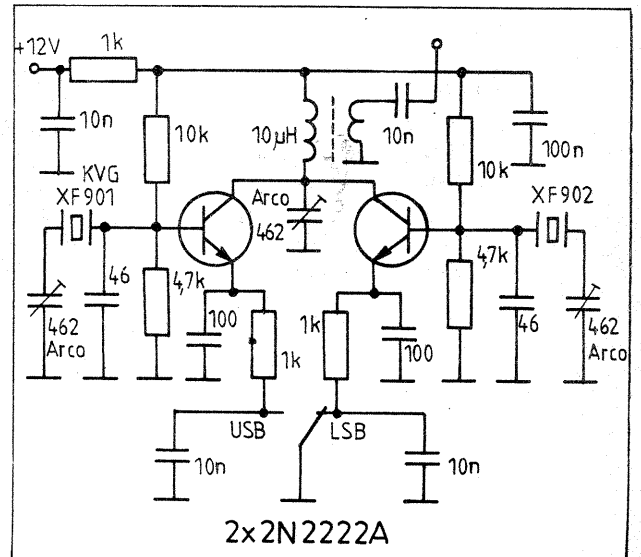 +12V
1k
10n
10k
10µH
10n
10k
100n
KVG
XF901
Arco
462
XF902
46
4,7k
4,7k
46
462
Arco
100
1k
1k
100
462
Arco
USB
LSB
10n
10n
2x2N2222A